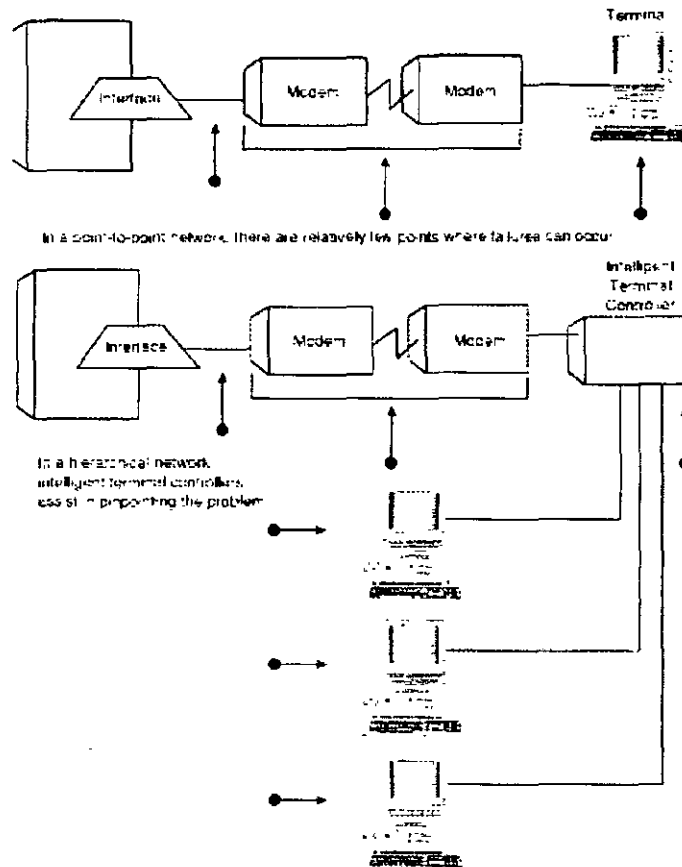 Terminal
Interface
Modem
Modem
In a point-to-point network, there are relatively few points where failures can occur
Intelligent
Terminal
Controller
Interface
Modem
Modem
In a hierarchical network
intelligent terminal controllers
assist in pinpointing the problem